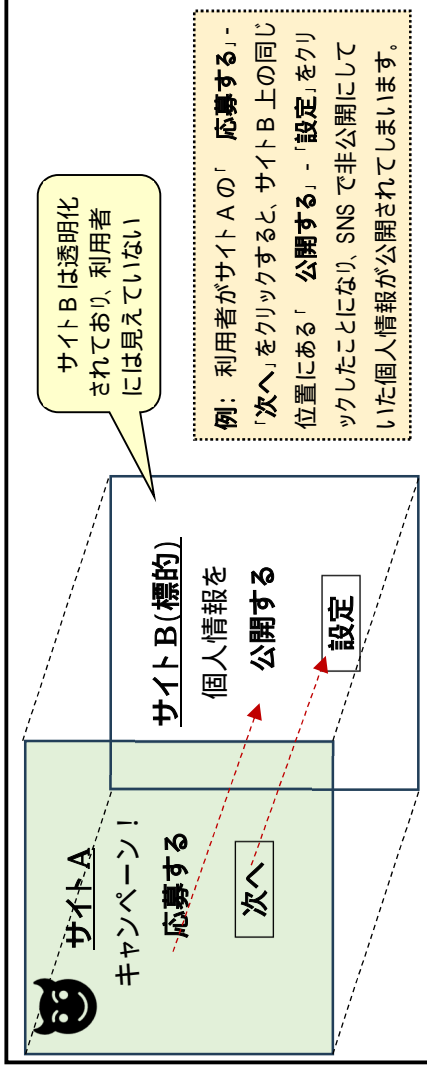 サイトA
キャンペーン！
応募する
次へ
サイトB(標的)
個人情報を
公開する
設定
サイトBは透明化
されており、利用者
には見えていない
例： 利用者がサイトAの「 応募する」-
「次へ」をクリックすると、サイトB上の同じ
位置にある「 公開する」-「設定」をクリ
ックしたことになり、SNSで非公開にして
いた個人情報が公開されてしまいます。